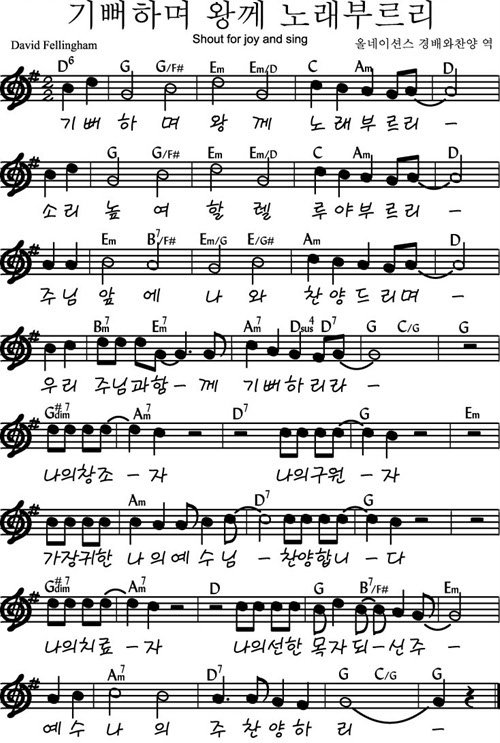 기뻐하며 왕께 노래부르리
Shout for joy and sing
David Fellingham
올네이션스 경배와찬양 역
D6 G G/F# Em Em/D C Am D
기 뻐 하 며 왕 께 노 래 부 르 리 -
G G/F# Em Em/D C Am D
소 리 높 여 할 렐 루 야 부 르 리 -
Em B7/F# Em/G E/G# Am D
주 님 앞 에 나 와 찬 양 드 리 며 -
Bm7 Em7 Am7 Dsus4 D7 G C/G G
우리 주님과함 - 께 기뻐하리라 -
G#dim7 Am7 D7 G Em
나의창조 - 자 나의구원 - 자
Am7 D7 G
가장귀한 나의예수님 - 찬양합니 - 다
G#dim7 Am7 D G B7/F# Em
나의치료 - 자 나의선한 목자되 - 신주 -
Am7 D7 G C/G G
예 수 나 의 주 찬 양 하 리 -